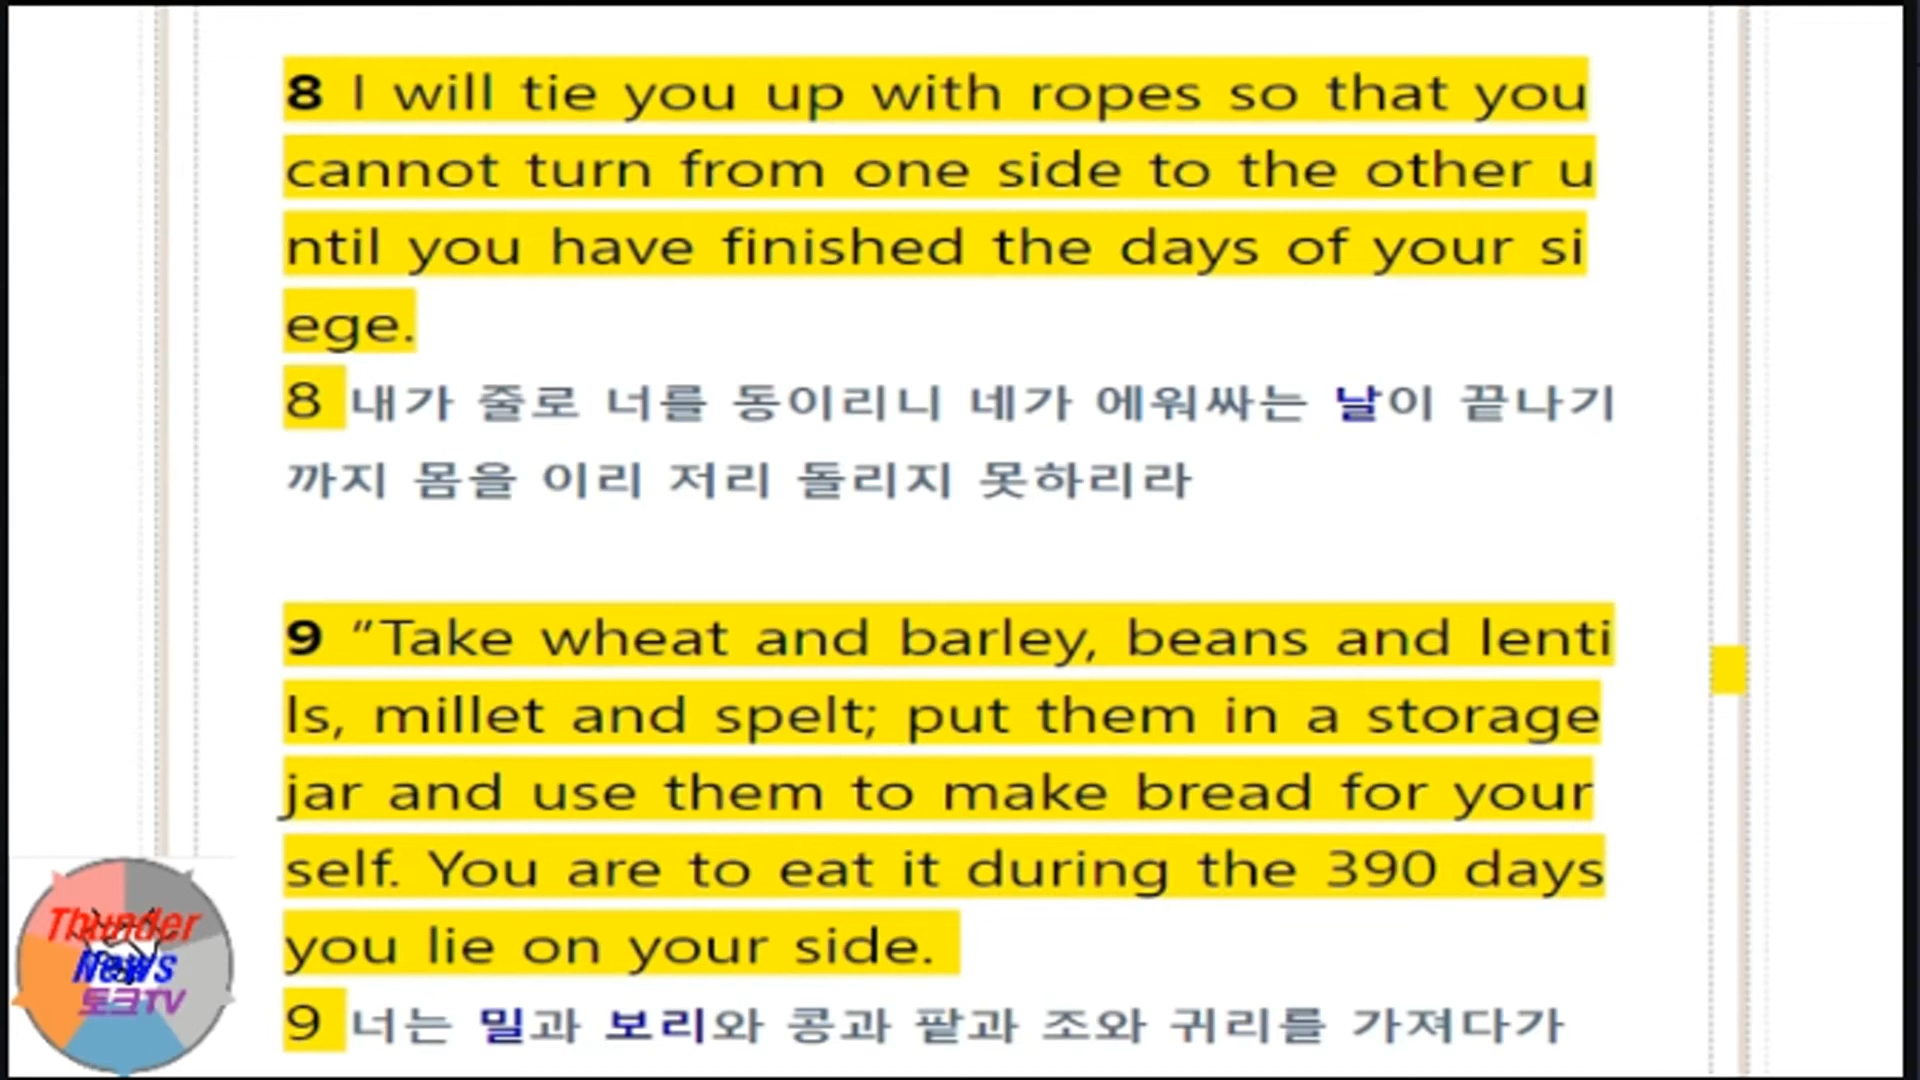 8 I will tie you up with ropes so that you
cannot turn from one side to the other u
ntil you have finished the days of your si
ege.
8 내가 줄로 너를 동이리니 네가 에워싸는 날이 끝나기
까지 몸을 이리 저리 돌리지 못하리라
9 “Take wheat and barley, beans and lenti
ls, millet and spelt; put them in a storage
jar and use them to make bread for your
self. You are to eat it during the 390 days
you lie on your side.
9 너는 밀과 보리와 콩과 팥과 조와 귀리를 가져다가
Thunder
News
토크TV